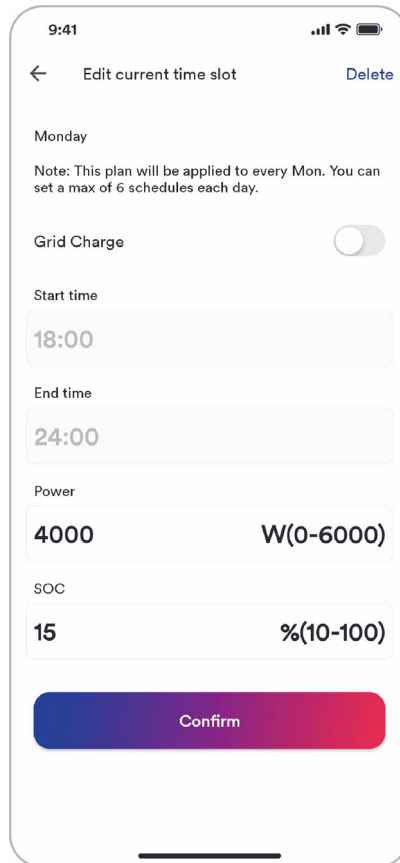 9:41
Edit current time slot
Delete
Monday
Note: This plan will be applied to every Mon. You can
set a max of 6 schedules each day.
Grid Charge
Start time
18:00
End time
24:00
Power
4000 W(0-6000)
SOC
15 %(10-100)
Confirm